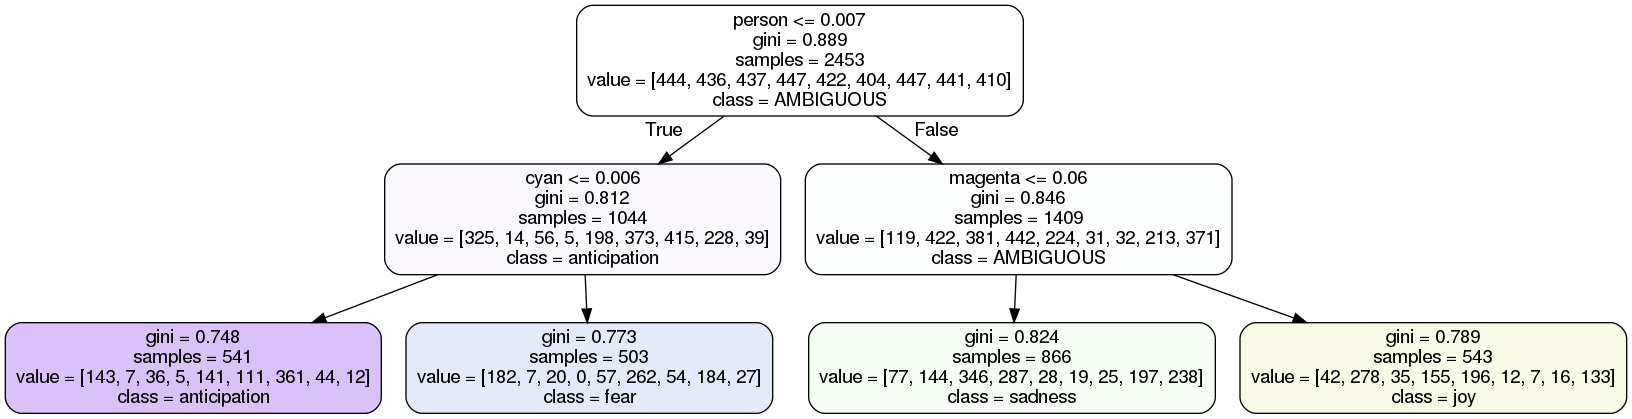 person <= 0.007
gini = 0.889
samples = 2453
value = [444, 436, 437, 447, 422, 404, 447, 441, 410]
class = AMBIGUOUS
True
False
cyan <= 0.006
gini = 0.812
samples = 1044
value = [325, 14, 56, 5, 198, 373, 415, 228, 39]
class = anticipation
magenta <= 0.06
gini = 0.846
samples = 1409
value = [119, 422, 381, 442, 224, 31, 32, 213, 371]
class = AMBIGUOUS
gini = 0.748
samples = 541
value = [143, 7, 36, 5, 141, 111, 361, 44, 12]
class = anticipation
gini = 0.773
samples = 503
value = [182, 7, 20, 0, 57, 262, 54, 184, 27]
class = fear
gini = 0.824
samples = 866
value = [77, 144, 346, 287, 28, 19, 25, 197, 238]
class = sadness
gini = 0.789
samples = 543
value = [42, 278, 35, 155, 196, 12, 7, 16, 133]
class = joy